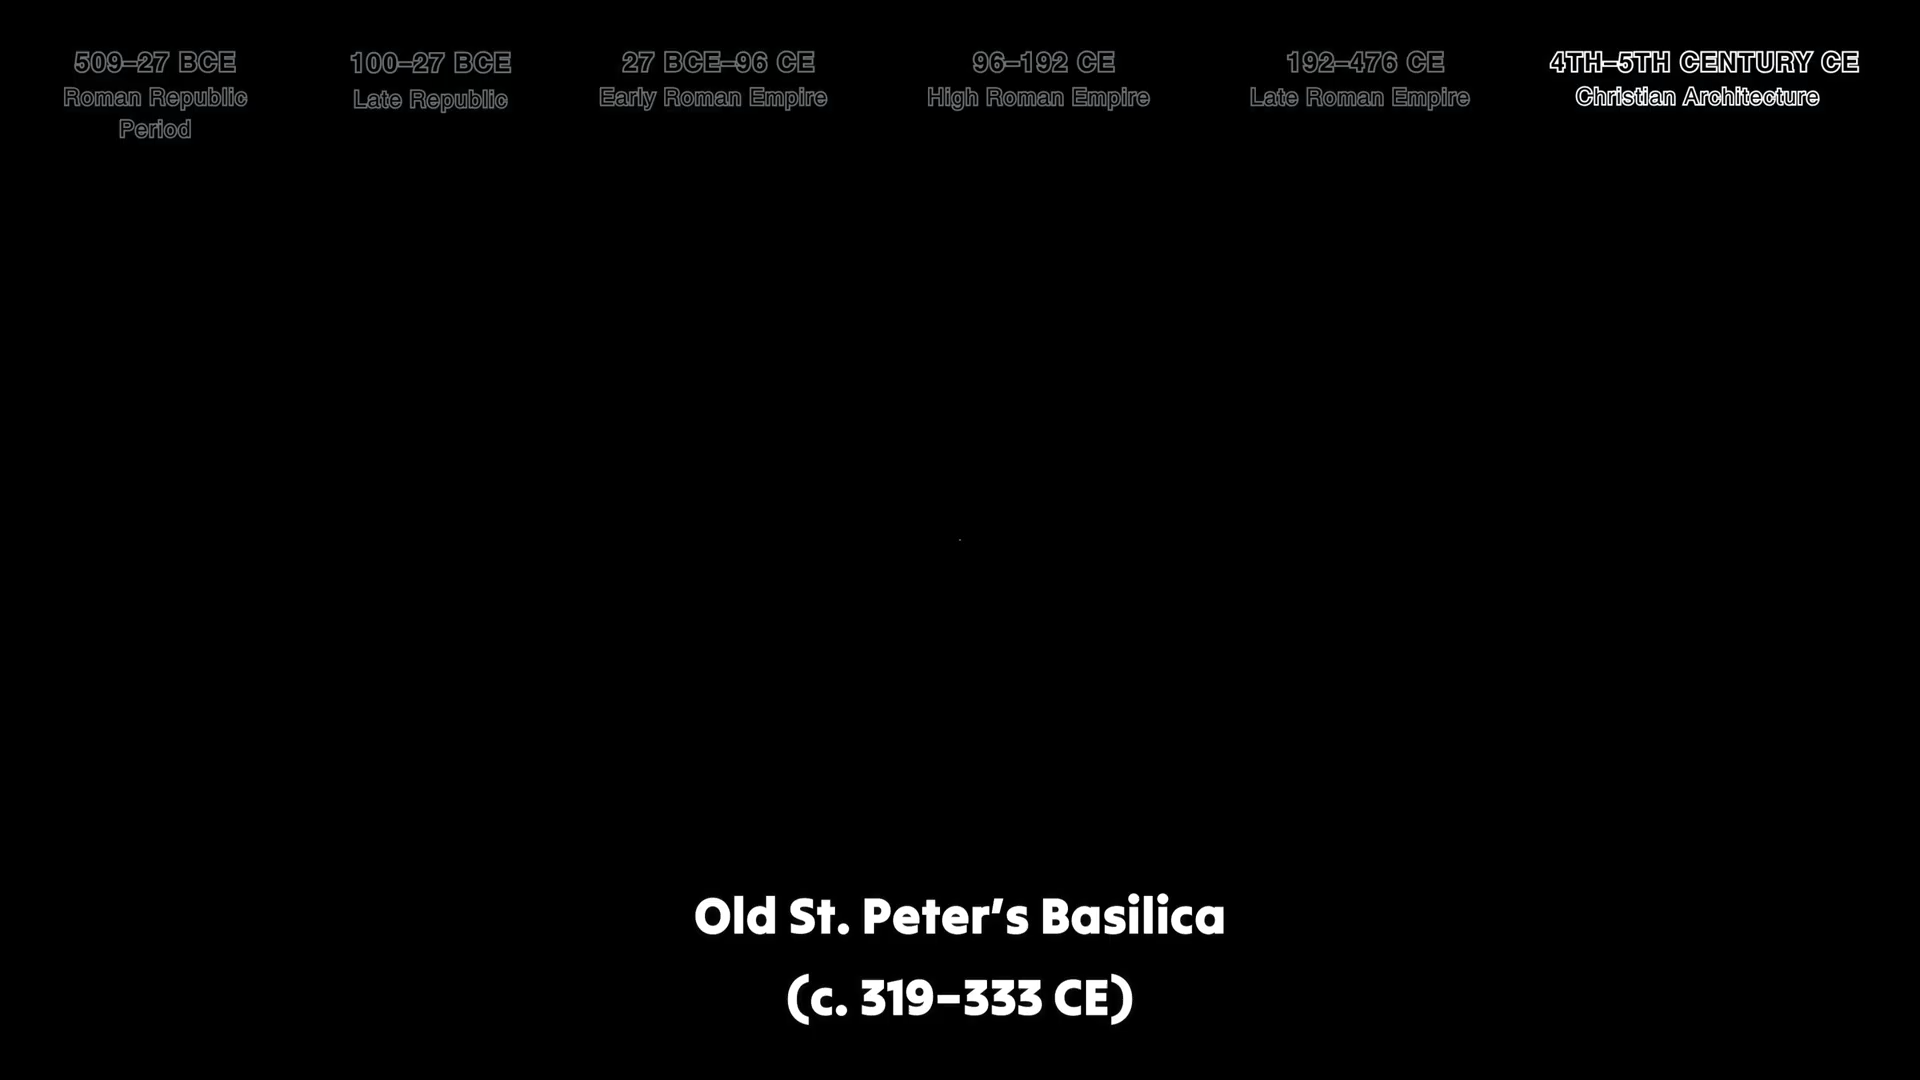 509–27 BCE
Roman Republic
Period
100–27 BCE
Late Republic
27 BCE–96 CE
Early Roman Empire
96–192 CE
High Roman Empire
192–476 CE
Late Roman Empire
4TH–5TH CENTURY CE
Christian Architecture
Old St. Peter’s Basilica
(c. 319–333 CE)